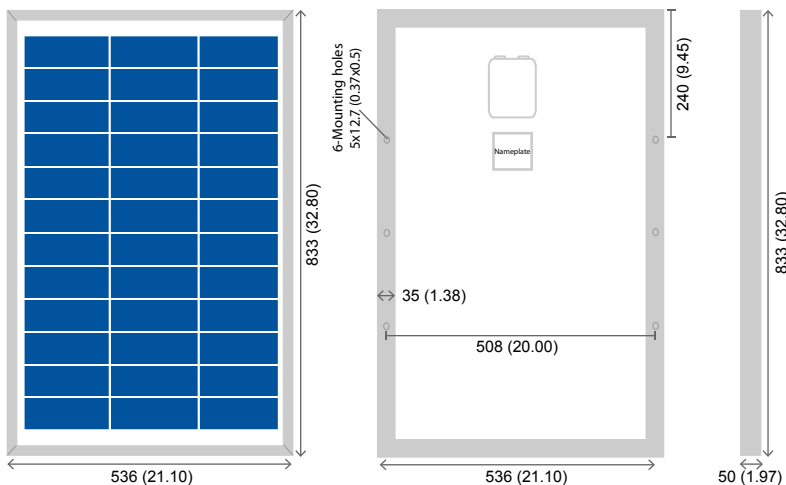 833 (32.80)
536 (21.10)
6-Mounting holes
5x12.7 (0.37x0.5)
Nameplate
240 (9.45)
35 (1.38)
508 (20.00)
536 (21.10)
833 (32.80)
50 (1.97)